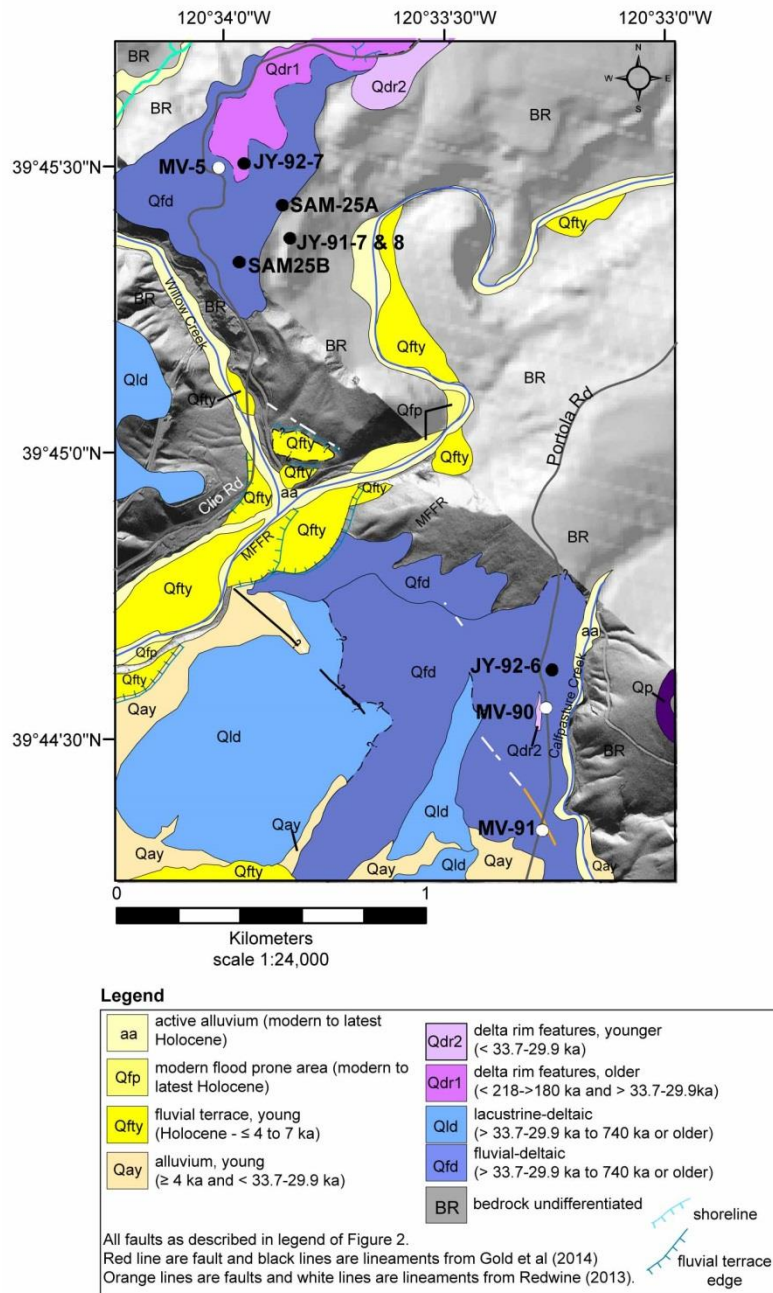 120°34'0"W 120°33'30"W 120°33'0"W
BR
Qdr1
Qdr2
N
W E
S
BR
BR
39°45'30"N
MV-5
JY-92-7
Qfd
SAM-25A
Qfty
JY-91-7 & 8
SAM25B
BR
BR
Willow Creek
BR
BR
Qfty
Qld
Qfty
Qfp
Portola Rd
39°45'0"N
Qfty
Qfty
Qfty
Clio Rd
Qfty
aa
Qfty
MFFR
BR
Qfty
MFFR
Qfty
Qfd
aa
Qfp
Qfty
Qfd
JY-92-6
Calfpasture Creek
Qp
Qay
MV-90
Qld
39°44'30"N
Qdr2
BR
Qay
Qld
MV-91
Qay
Qld
Qay
Qfty
Qay
Qay
0 1
Kilometers
scale 1:24,000
Legend
aa active alluvium (modern to latest
Holocene)
Qfp modern flood prone area (modern to
latest Holocene)
Qfty fluvial terrace, young
(Holocene - ≤ 4 to 7 ka)
Qay alluvium, young
(≥ 4 ka and < 33.7-29.9 ka)
Qdr2 delta rim features, younger
(< 33.7-29.9 ka)
Qdr1 delta rim features, older
(< 218->180 ka and > 33.7-29.9ka)
Qld lacustrine-deltaic
(> 33.7-29.9 ka to 740 ka or older)
Qfd fluvial-deltaic
(> 33.7-29.9 ka to 740 ka or older)
BR bedrock undifferentiated
shoreline
fluvial terrace
edge
All faults as described in legend of Figure 2.
Red line are fault and black lines are lineaments from Gold et al (2014)
Orange lines are faults and white lines are lineaments from Redwine (2013).